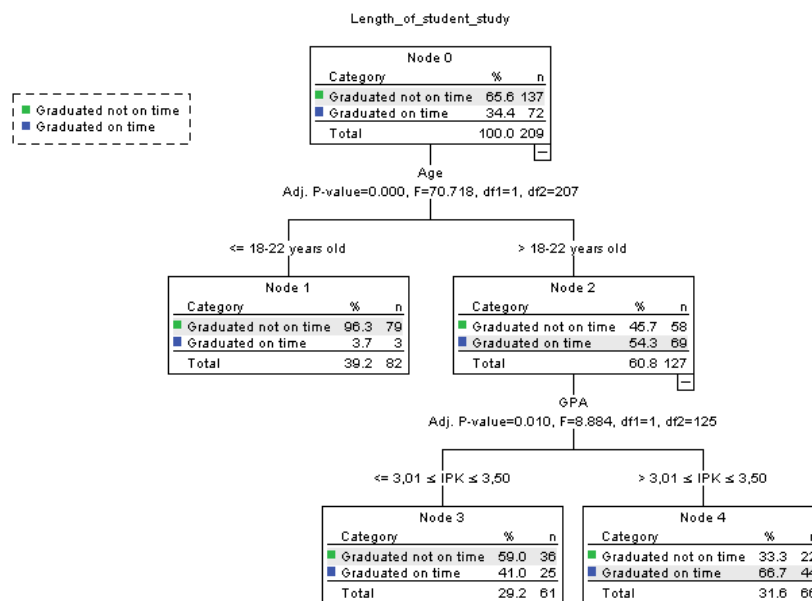 Length_of_student_study
Graduated not on time
Graduated on time
Node 0
Category % n
Graduated not on time 65.6 137
Graduated on time 34.4 72
Total 100.0 209
Age
Adj. P-value=0.000, F=70.718, df1=1, df2=207
<= 18-22 years old
> 18-22 years old
Node 1
Category % n
Graduated not on time 96.3 79
Graduated on time 3.7 3
Total 39.2 82
Node 2
Category % n
Graduated not on time 45.7 58
Graduated on time 54.3 69
Total 60.8 127
GPA
Adj. P-value=0.010, F=8.884, df1=1, df2=125
<= 3,01 ≤ IPK ≤ 3,50
> 3,01 ≤ IPK ≤ 3,50
Node 3
Category % n
Graduated not on time 59.0 36
Graduated on time 41.0 25
Total 29.2 61
Node 4
Category % n
Graduated not on time 33.3
Graduated on time 66.7
Total 31.6